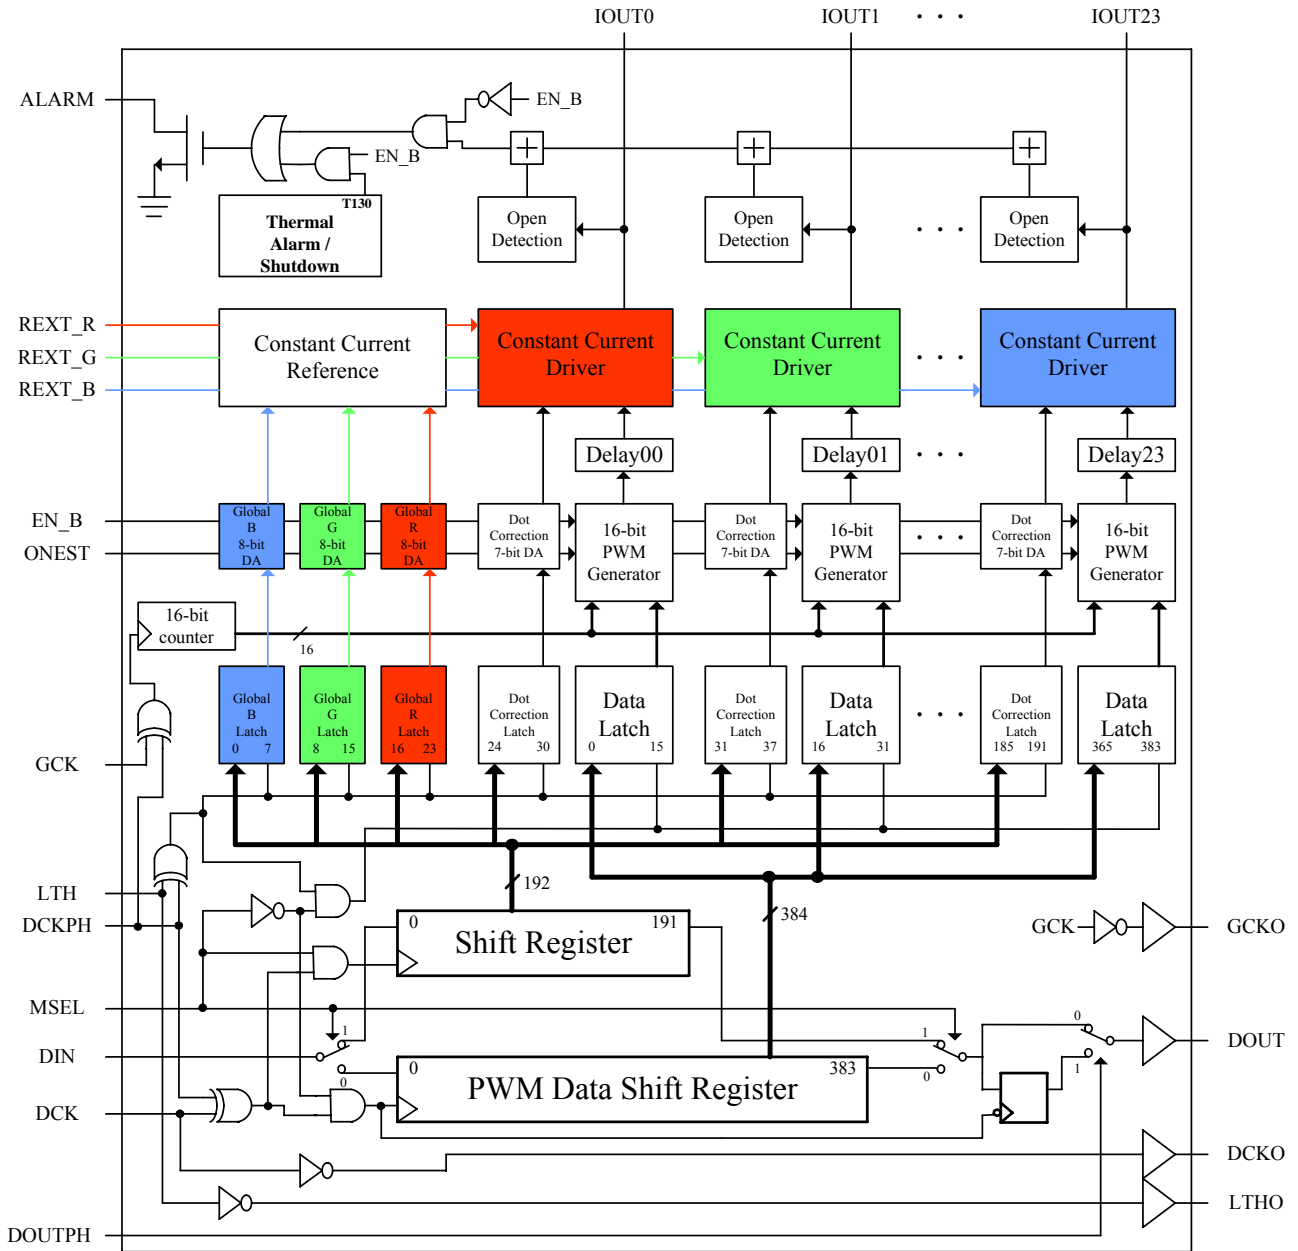 IOUT0
IOUT1
IOUT23
ALARM
EN_B
EN_B
T130
Thermal
Alarm /
Shutdown
Open
Detection
Open
Detection
Open
Detection
REXT_R
REXT_G
REXT_B
Constant Current
Reference
Constant Current
Driver
Constant Current
Driver
Constant Current
Driver
Delay00
Delay01
Delay23
EN_B
ONEST
Global
B
8-bit
DA
Global
G
8-bit
DA
Global
R
8-bit
DA
Dot
Correction
7-bit DA
16-bit
PWM
Generator
Dot
Correction
7-bit DA
16-bit
PWM
Generator
Dot
Correction
7-bit DA
16-bit
PWM
Generator
16-bit
counter
16
Global
B
Latch
0 7
Global
G
Latch
8 15
Global
R
Latch
16 23
Dot
Correction
Latch
24 30
Data
Latch
0 15
Dot
Correction
Latch
31 37
Data
Latch
16 31
Dot
Correction
Latch
185 191
Data
Latch
365 383
GCK
LTH
DCKPH
192
384
0 191
Shift Register
GCK
GCKO
MSEL
DIN
1
0
0 383
PWM Data Shift Register
1
0
0
1
DOUT
DCK
DCKO
LTHO
DOUTPH